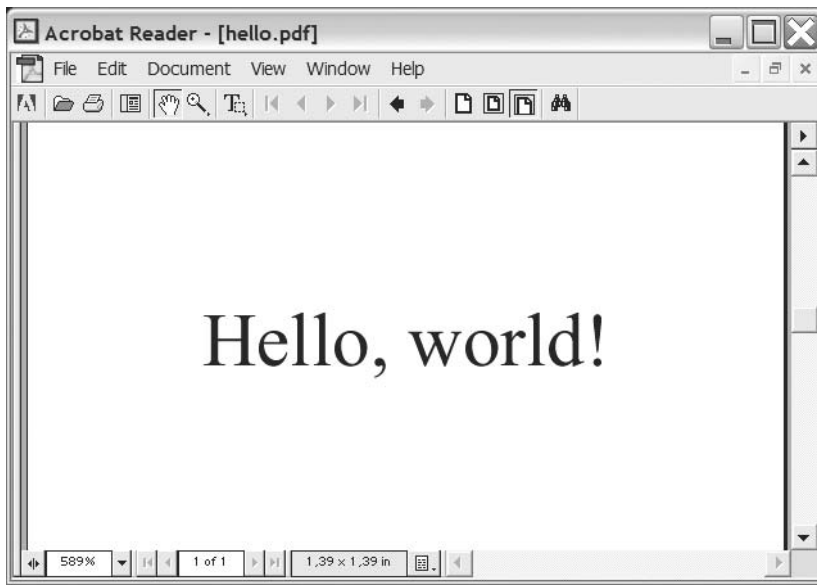 Acrobat Reader - [hello.pdf]
File Edit Document View Window Help
Hello, world!
589% 1 of 1 1,39 x 1,39 in